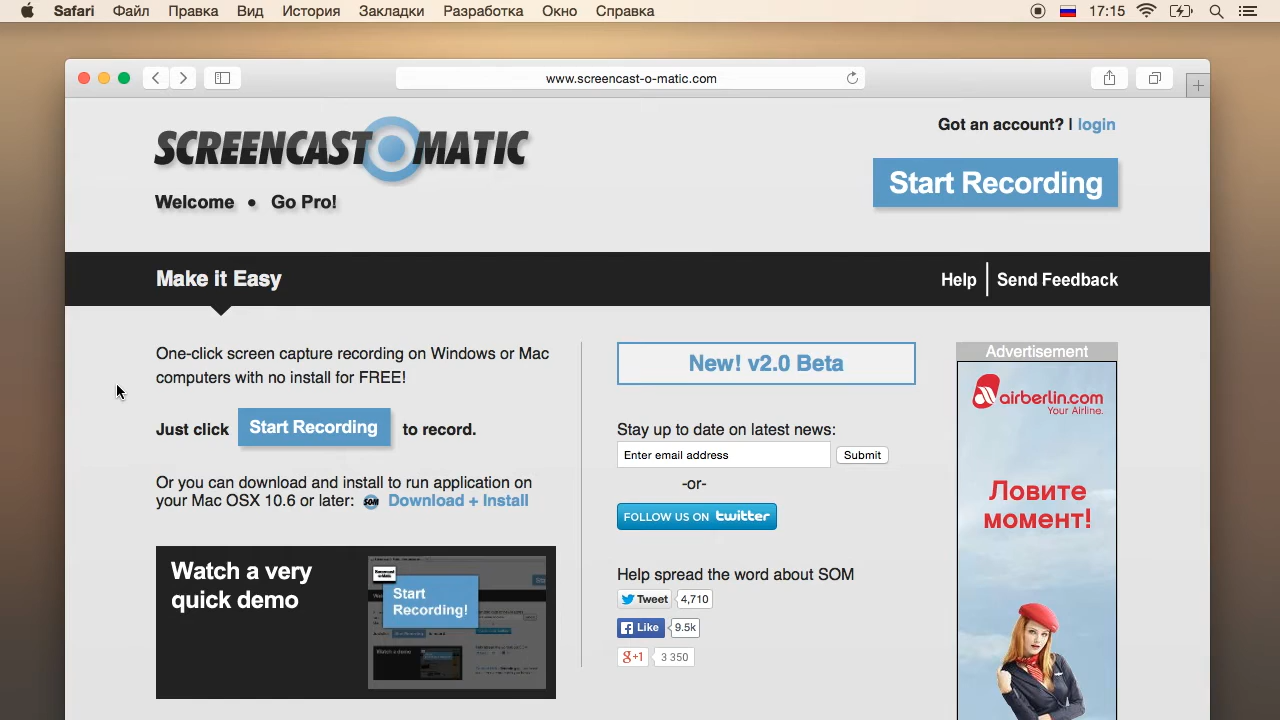 Safari Файл Правка Вид История Закладки Разработка Окно Справка 17:15
www.screencast-o-matic.com
SCREENCAST O MATIC
Got an account? | login
Start Recording
Welcome • Go Pro!
Make it Easy
Help | Send Feedback
One-click screen capture recording on Windows or Mac
computers with no install for FREE!
Just click Start Recording to record.
Or you can download and install to run application on
your Mac OSX 10.6 or later: SOM Download + Install
Watch a very
quick demo
Screencast
-o-Matic
Start
Recording!
New! v2.0 Beta
Stay up to date on latest news:
Enter email address Submit
-or-
FOLLOW US ON twitter
Help spread the word about SOM
Tweet 4,710
Like 9.5k
g+1 3 350
Advertisement
airberlin.com
Your Airline.
Ловите
момент!